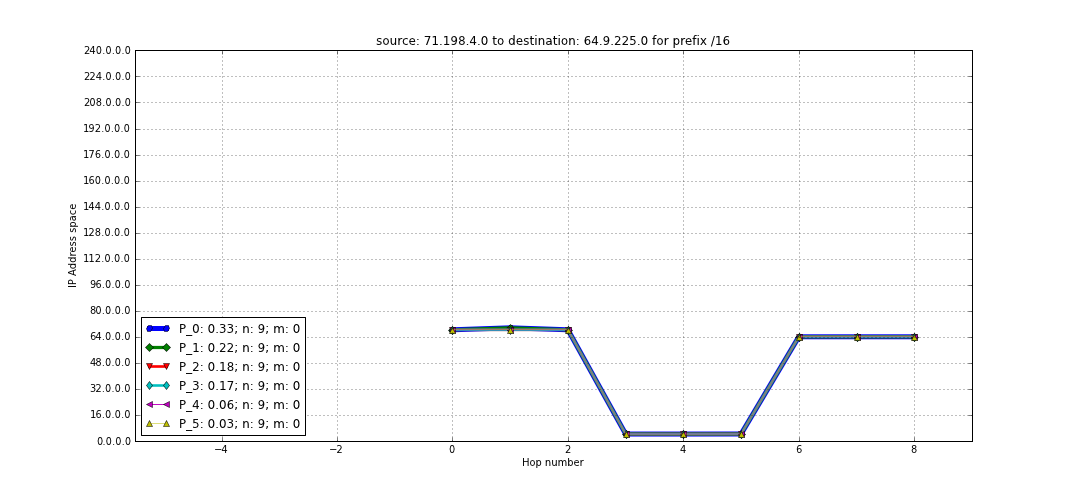 source: 71.198.4.0 to destination: 64.9.225.0 for prefix /16
240.0.0.0
224.0.0.0
208.0.0.0
192.0.0.0
176.0.0.0
160.0.0.0
144.0.0.0
128.0.0.0
112.0.0.0
96.0.0.0
80.0.0.0
64.0.0.0
48.0.0.0
32.0.0.0
16.0.0.0
0.0.0.0
IP Address space
P_0: 0.33; n: 9; m: 0
P_1: 0.22; n: 9; m: 0
P_2: 0.18; n: 9; m: 0
P_3: 0.17; n: 9; m: 0
P_4: 0.06; n: 9; m: 0
P_5: 0.03; n: 9; m: 0
−4 −2 0 2 4 6 8
Hop number